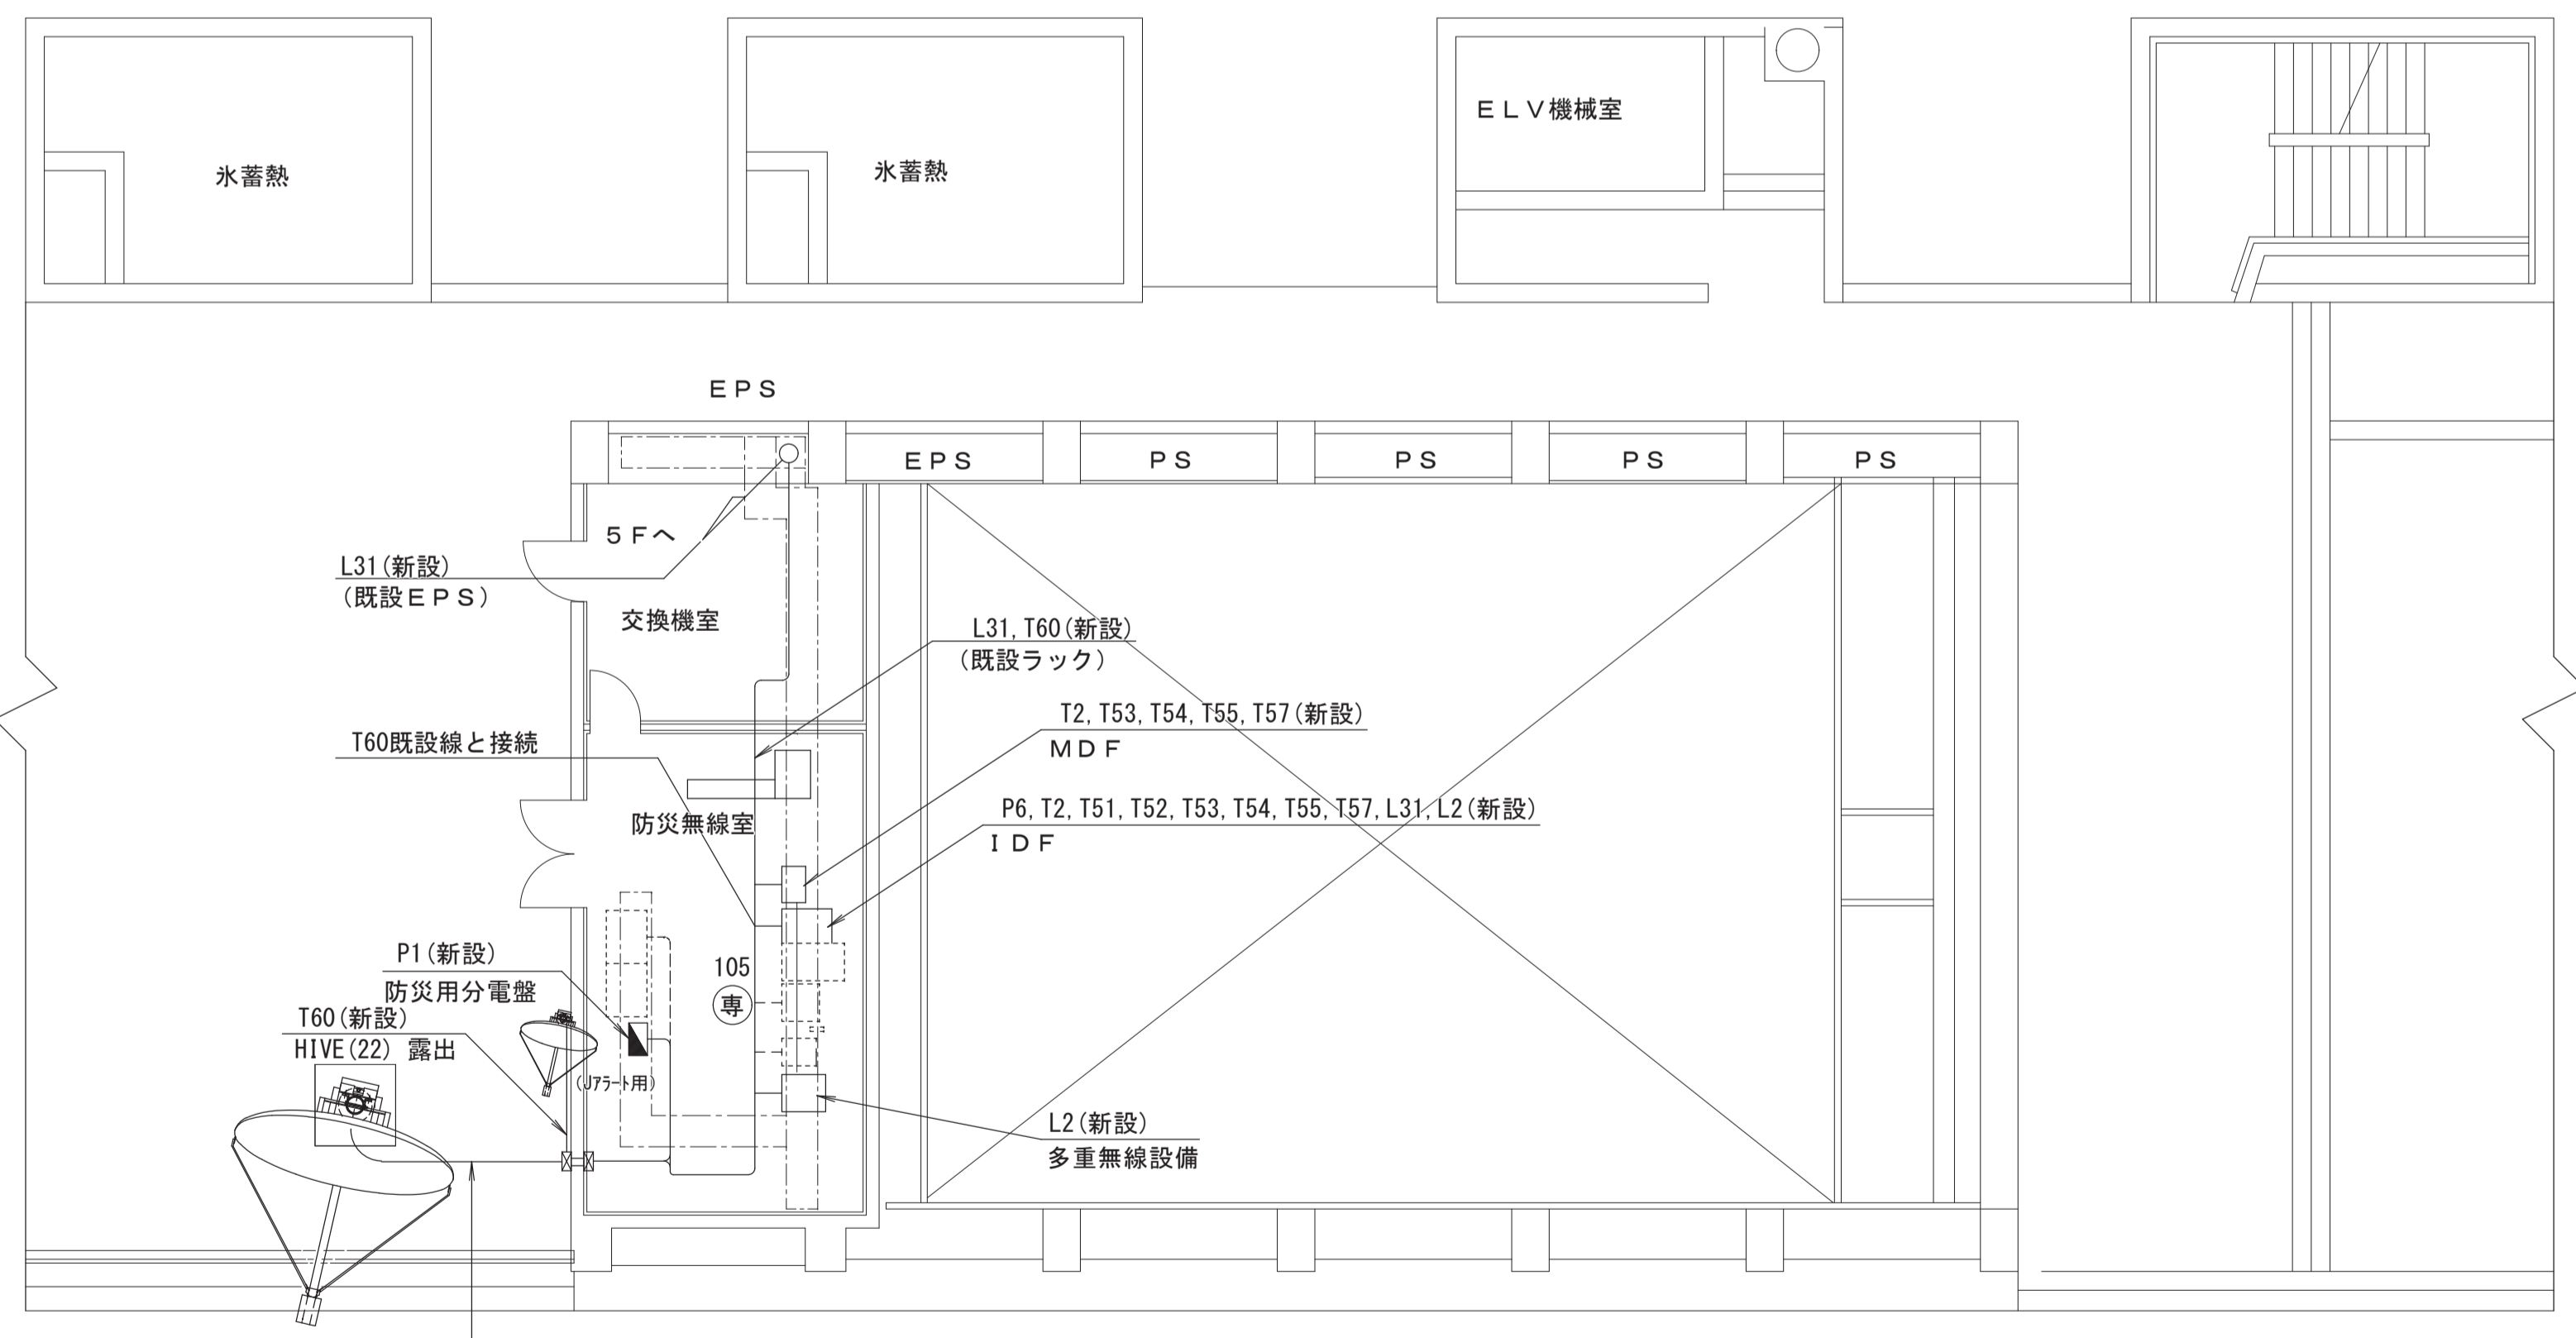 氷蓄熱
氷蓄熱
ELV機械室
EPS
EPS
PS
PS
PS
PS
5Fへ
L31(新設)
(既設EPS)
交換機室
L31,T60(新設)
(既設ラック)
T2,T53,T54,T55,T57(新設)
MDF
T60既設線と接続
P6,T2,T51,T52,T53,T54,T55,T57,L31,L2(新設)
IDF
防災無線室
P1(新設)
防災用分電盤
105
専
T60(新設)
HIVE(22) 露出
(Jアラート用)
L2(新設)
多重無線設備